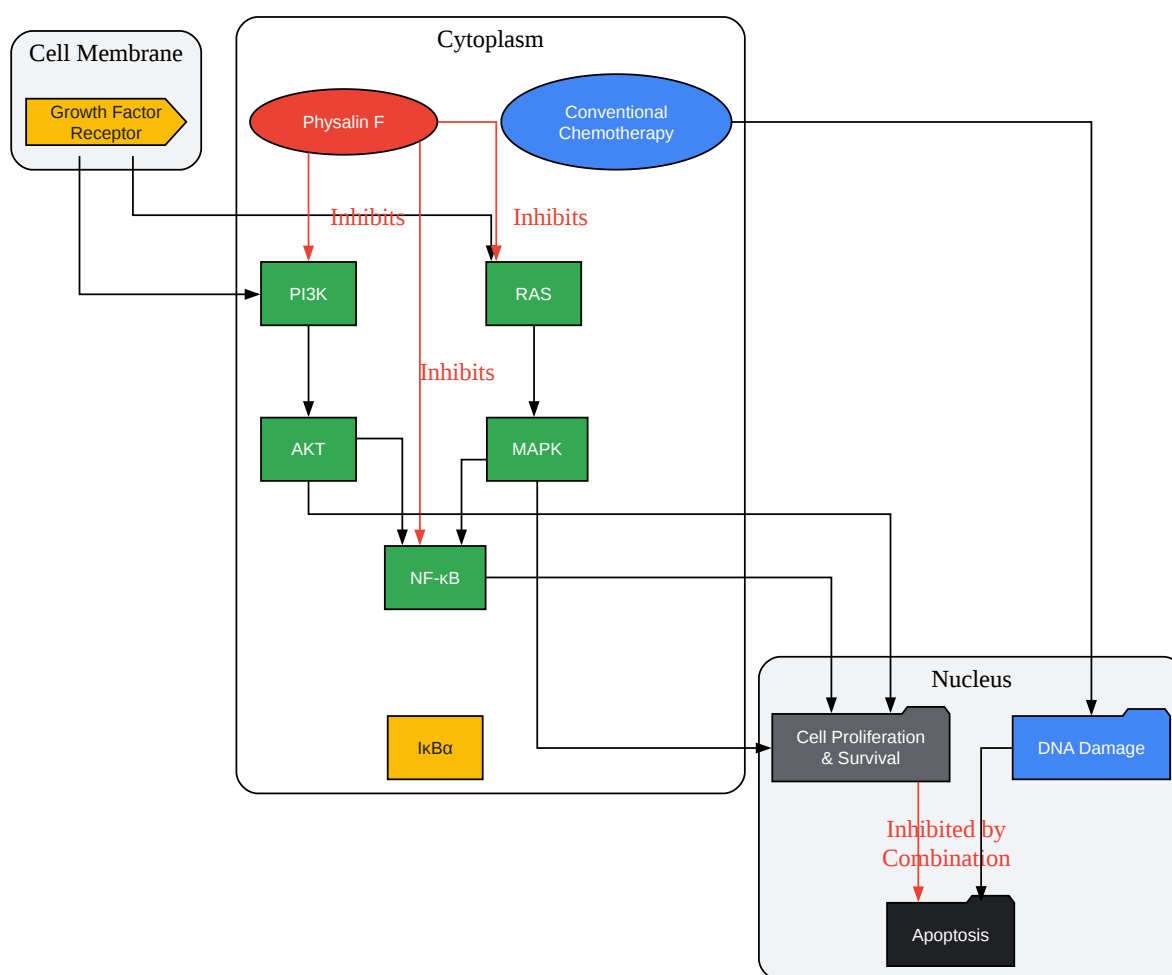 Cell Membrane
Growth Factor
Receptor
Cytoplasm
Physalin F
Conventional
Chemotherapy
Inhibits
Inhibits
PI3K
RAS
Inhibits
AKT
MAPK
NF-κB
IκBα
Nucleus
Cell Proliferation
& Survival
DNA Damage
Inhibited by
Combination
Apoptosis